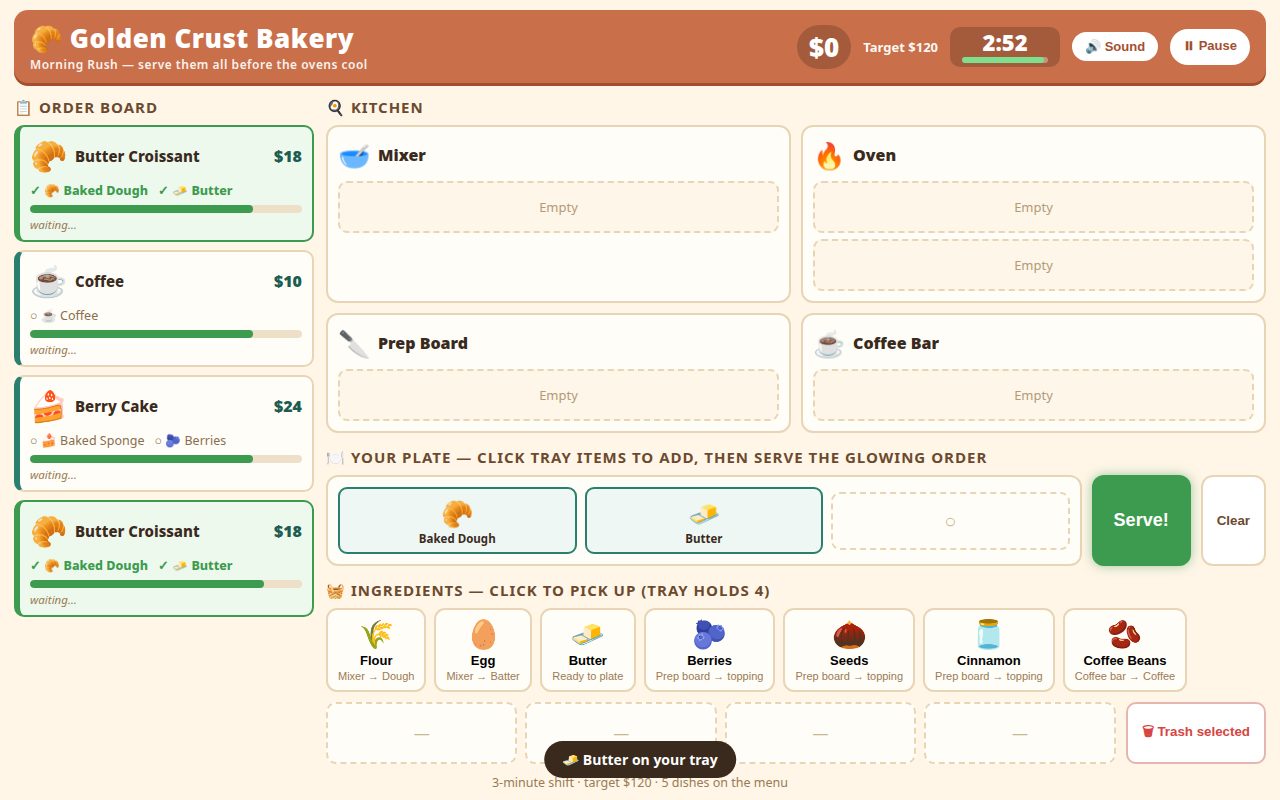 🥐 Golden Crust Bakery
Morning Rush — serve them all before the ovens cool
$0
Target $120
2:52
🔊 Sound
⏸ Pause
📋 ORDER BOARD
Butter Croissant $18
✓ 🥐 Baked Dough ✓ 🧈 Butter
waiting...
Coffee $10
○ ☕ Coffee
waiting...
Berry Cake $24
○ 🍰 Baked Sponge ○ 🫐 Berries
waiting...
Butter Croissant $18
✓ 🥐 Baked Dough ✓ 🧈 Butter
waiting...
🍳 KITCHEN
Mixer
Empty
Oven
Empty
Empty
Prep Board
Empty
Coffee Bar
Empty
🍽️ YOUR PLATE — CLICK TRAY ITEMS TO ADD, THEN SERVE THE GLOWING ORDER
Baked Dough
Butter
○
Serve!
Clear
🧺 INGREDIENTS — CLICK TO PICK UP (TRAY HOLDS 4)
Flour
Mixer → Dough
Egg
Mixer → Batter
Butter
Ready to plate
Berries
Prep board → topping
Seeds
Prep board → topping
Cinnamon
Prep board → topping
Coffee Beans
Coffee bar → Coffee
—
—
—
—
🗑 Trash selected
🧈 Butter on your tray
3-minute shift · target $120 · 5 dishes on the menu